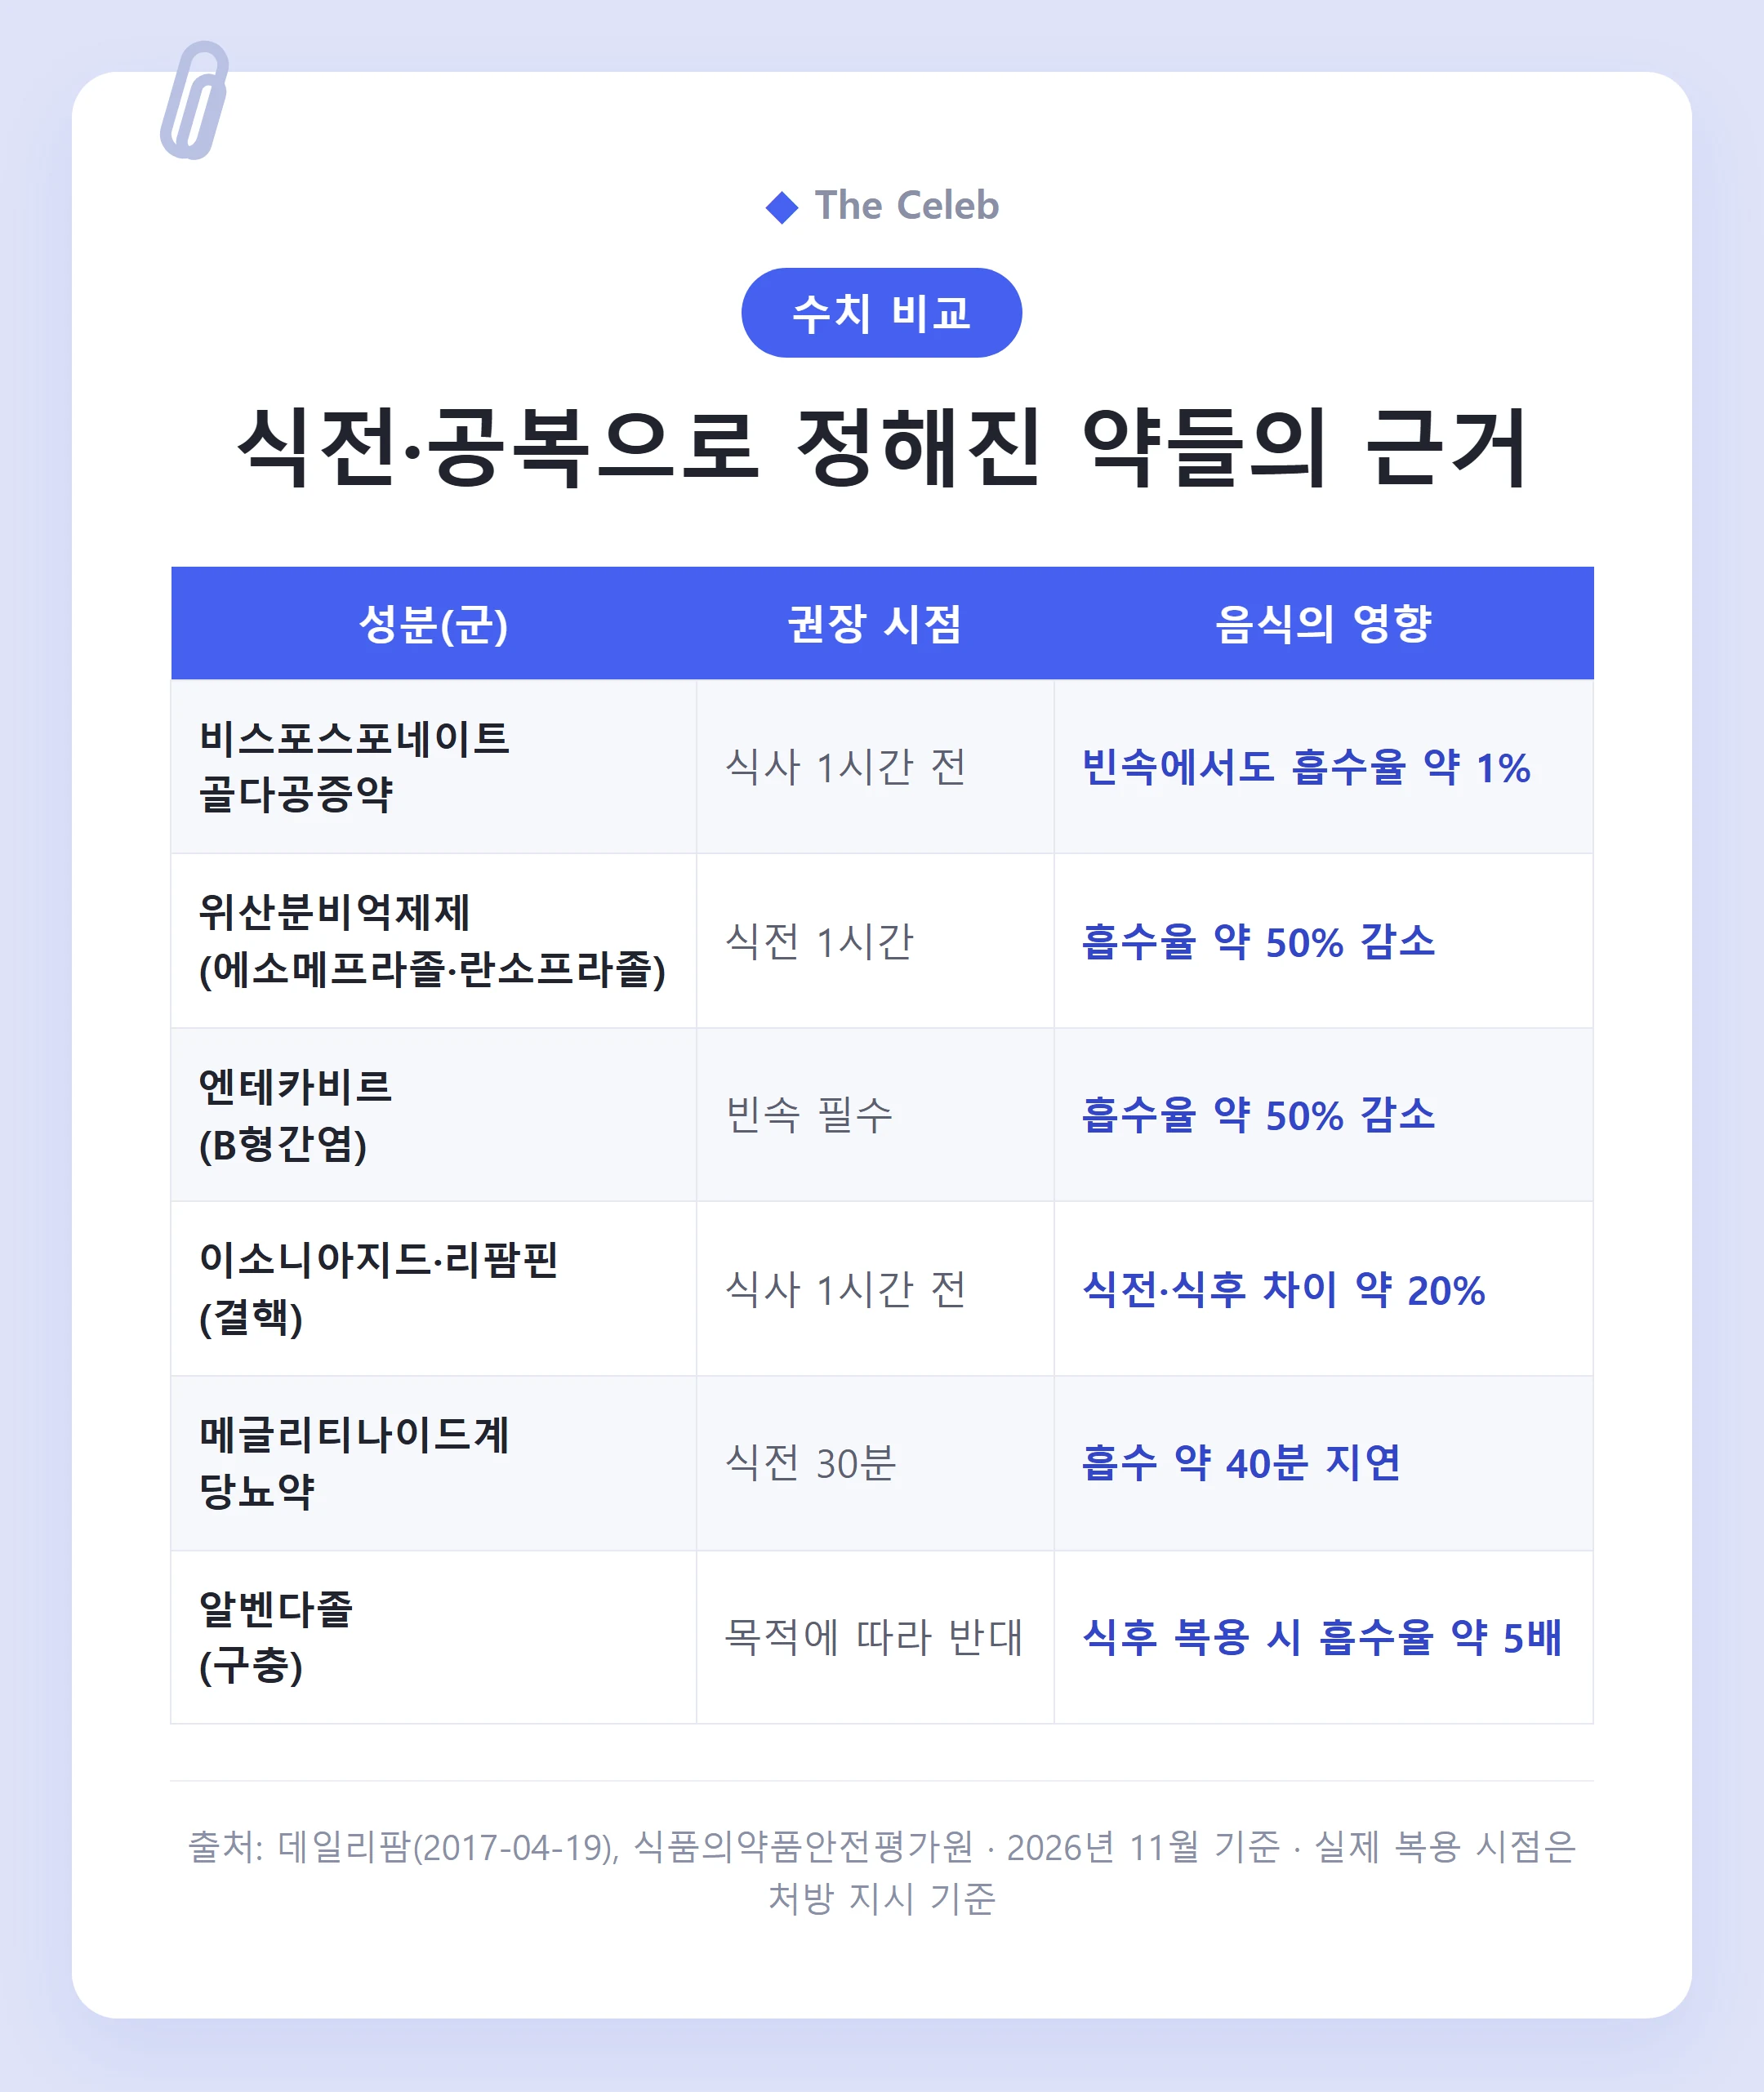 The Celeb
수치 비교
식전·공복으로 정해진 약들의 근거
성분(군) 권장 시점 음식의 영향
비스포스포네이트
골다공증약
식사 1시간 전
빈속에서도 흡수율 약 1%
위산분비억제제
(에소메프라졸·란소프라졸)
식전 1시간
흡수율 약 50% 감소
엔테카비르
(B형간염)
빈속 필수
흡수율 약 50% 감소
이소니아지드·리팜핀
(결핵)
식사 1시간 전
식전·식후 차이 약 20%
메글리티나이드계
당뇨약
식전 30분
흡수 약 40분 지연
알벤다졸
(구충)
목적에 따라 반대
식후 복용 시 흡수율 약 5배
출처: 데일리팜(2017-04-19), 식품의약품안전평가원 · 2026년 11월 기준 · 실제 복용 시점은
처방 지시 기준